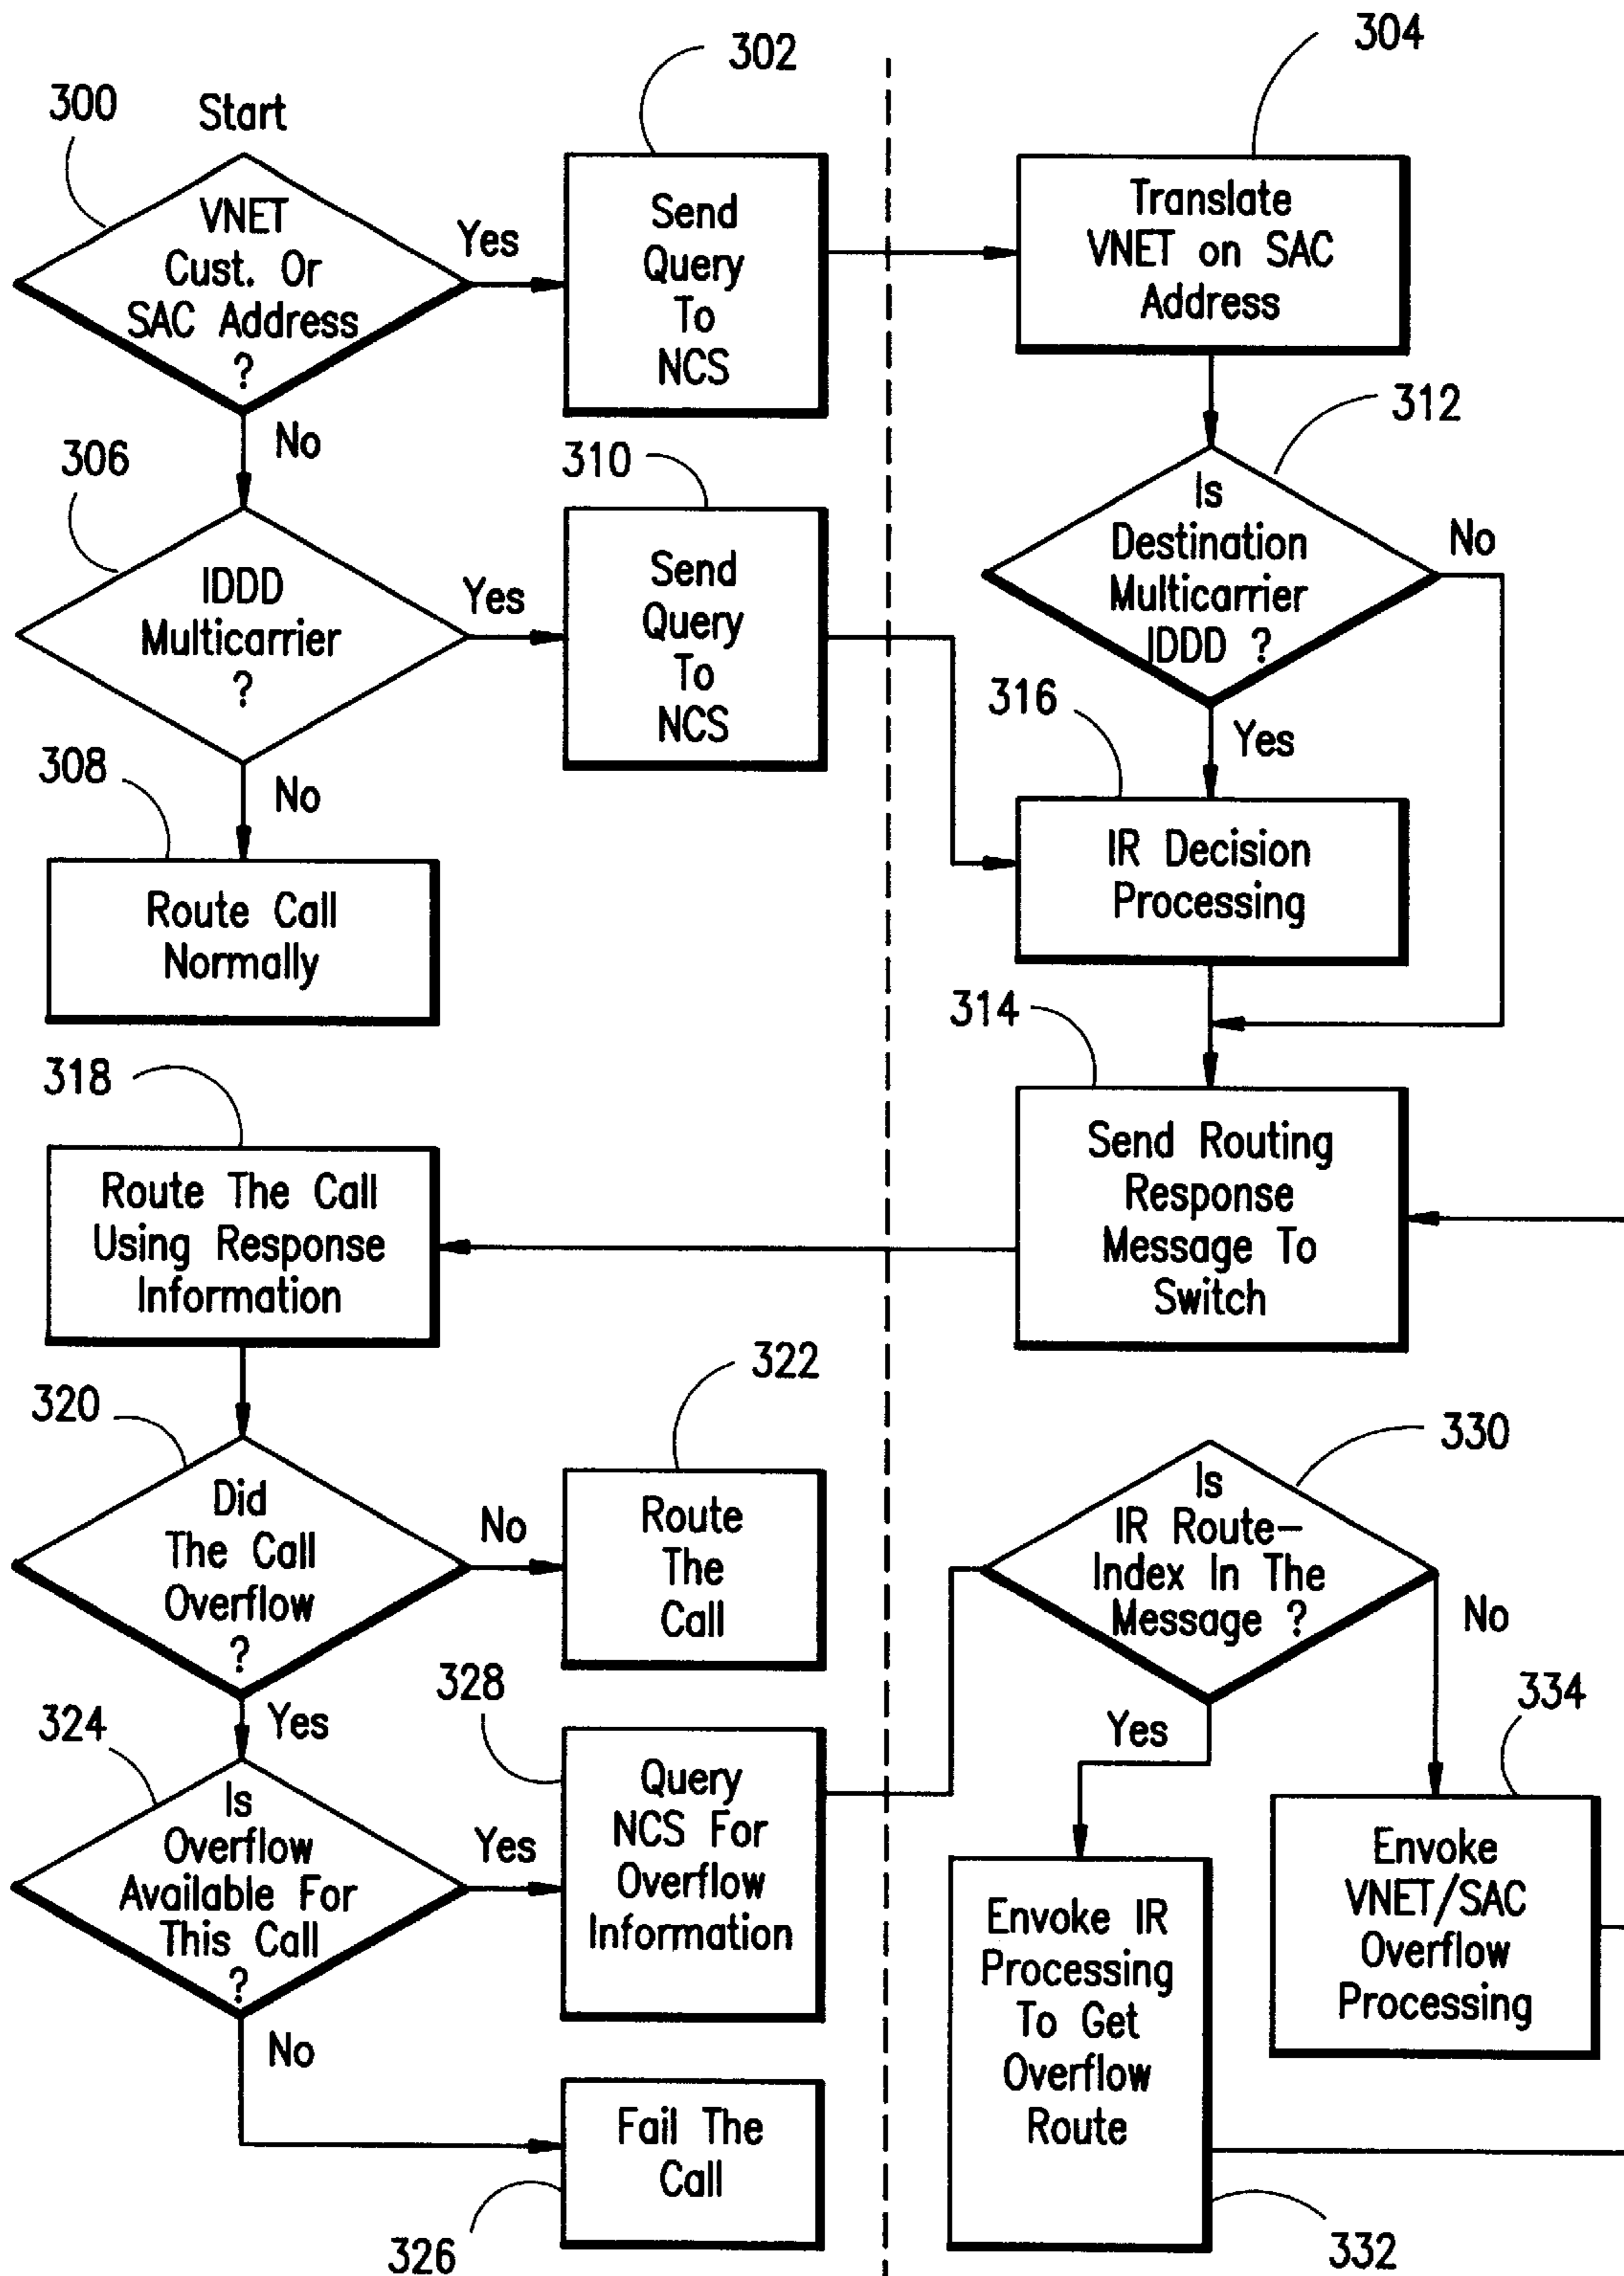 300
Start
VNET
Cust. Or
SAC Address
?
Yes
No
302
Send
Query
To
NCS
304
Translate
VNET on SAC
Address
306
IDDD
Multicarrier
?
Yes
No
310
Send
Query
To
NCS
312
Is
Destination
Multicarrier
IDDD ?
No
Yes
308
Route Call
Normally
316
IR Decision
Processing
314
Send Routing
Response
Message To
Switch
318
Route The Call
Using Response
Information
320
Did
The Call
Overflow
?
No
Yes
322
Route
The
Call
324
Is
Overflow
Available For
This Call
?
Yes
No
328
Query
NCS For
Overflow
Information
326
Fail The
Call
330
Is
IR Route-
Index In The
Message ?
No
Yes
334
Envoke
VNET/SAC
Overflow
Processing
Envoke IR
Processing
To Get
Overflow
Route
332